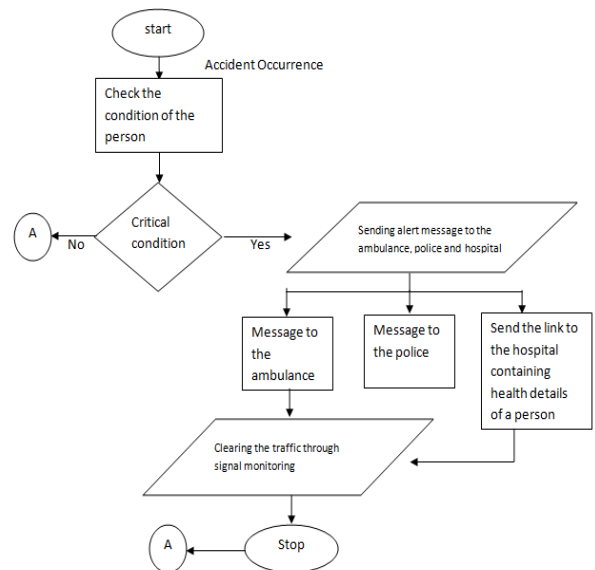 start
Accident Occurrence
Check the
condition of the
person
Critical
condition
A
No
Yes
Sending alert message to the
ambulance, police and hospital
Message to
the
ambulance
Message to
the police
Send the link to
the hospital
containing
health details
of a person
Clearing the traffic through
signal monitoring
A
Stop